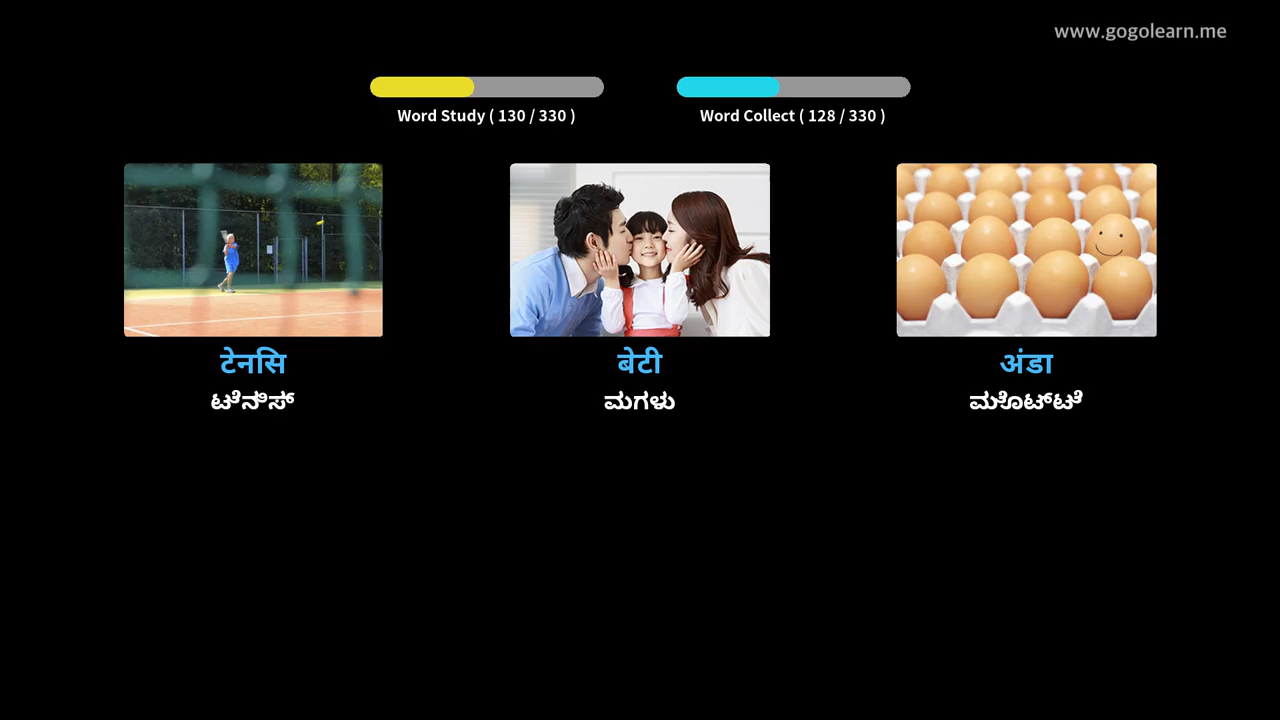 www.gogolearn.me
Word Study ( 130 / 330 )
Word Collect ( 128 / 330 )
टेनिस
बेटी
अंडा
ಟೆನಿಸ್
ಮಗಳು
ಮೊಟ್ಟೆ